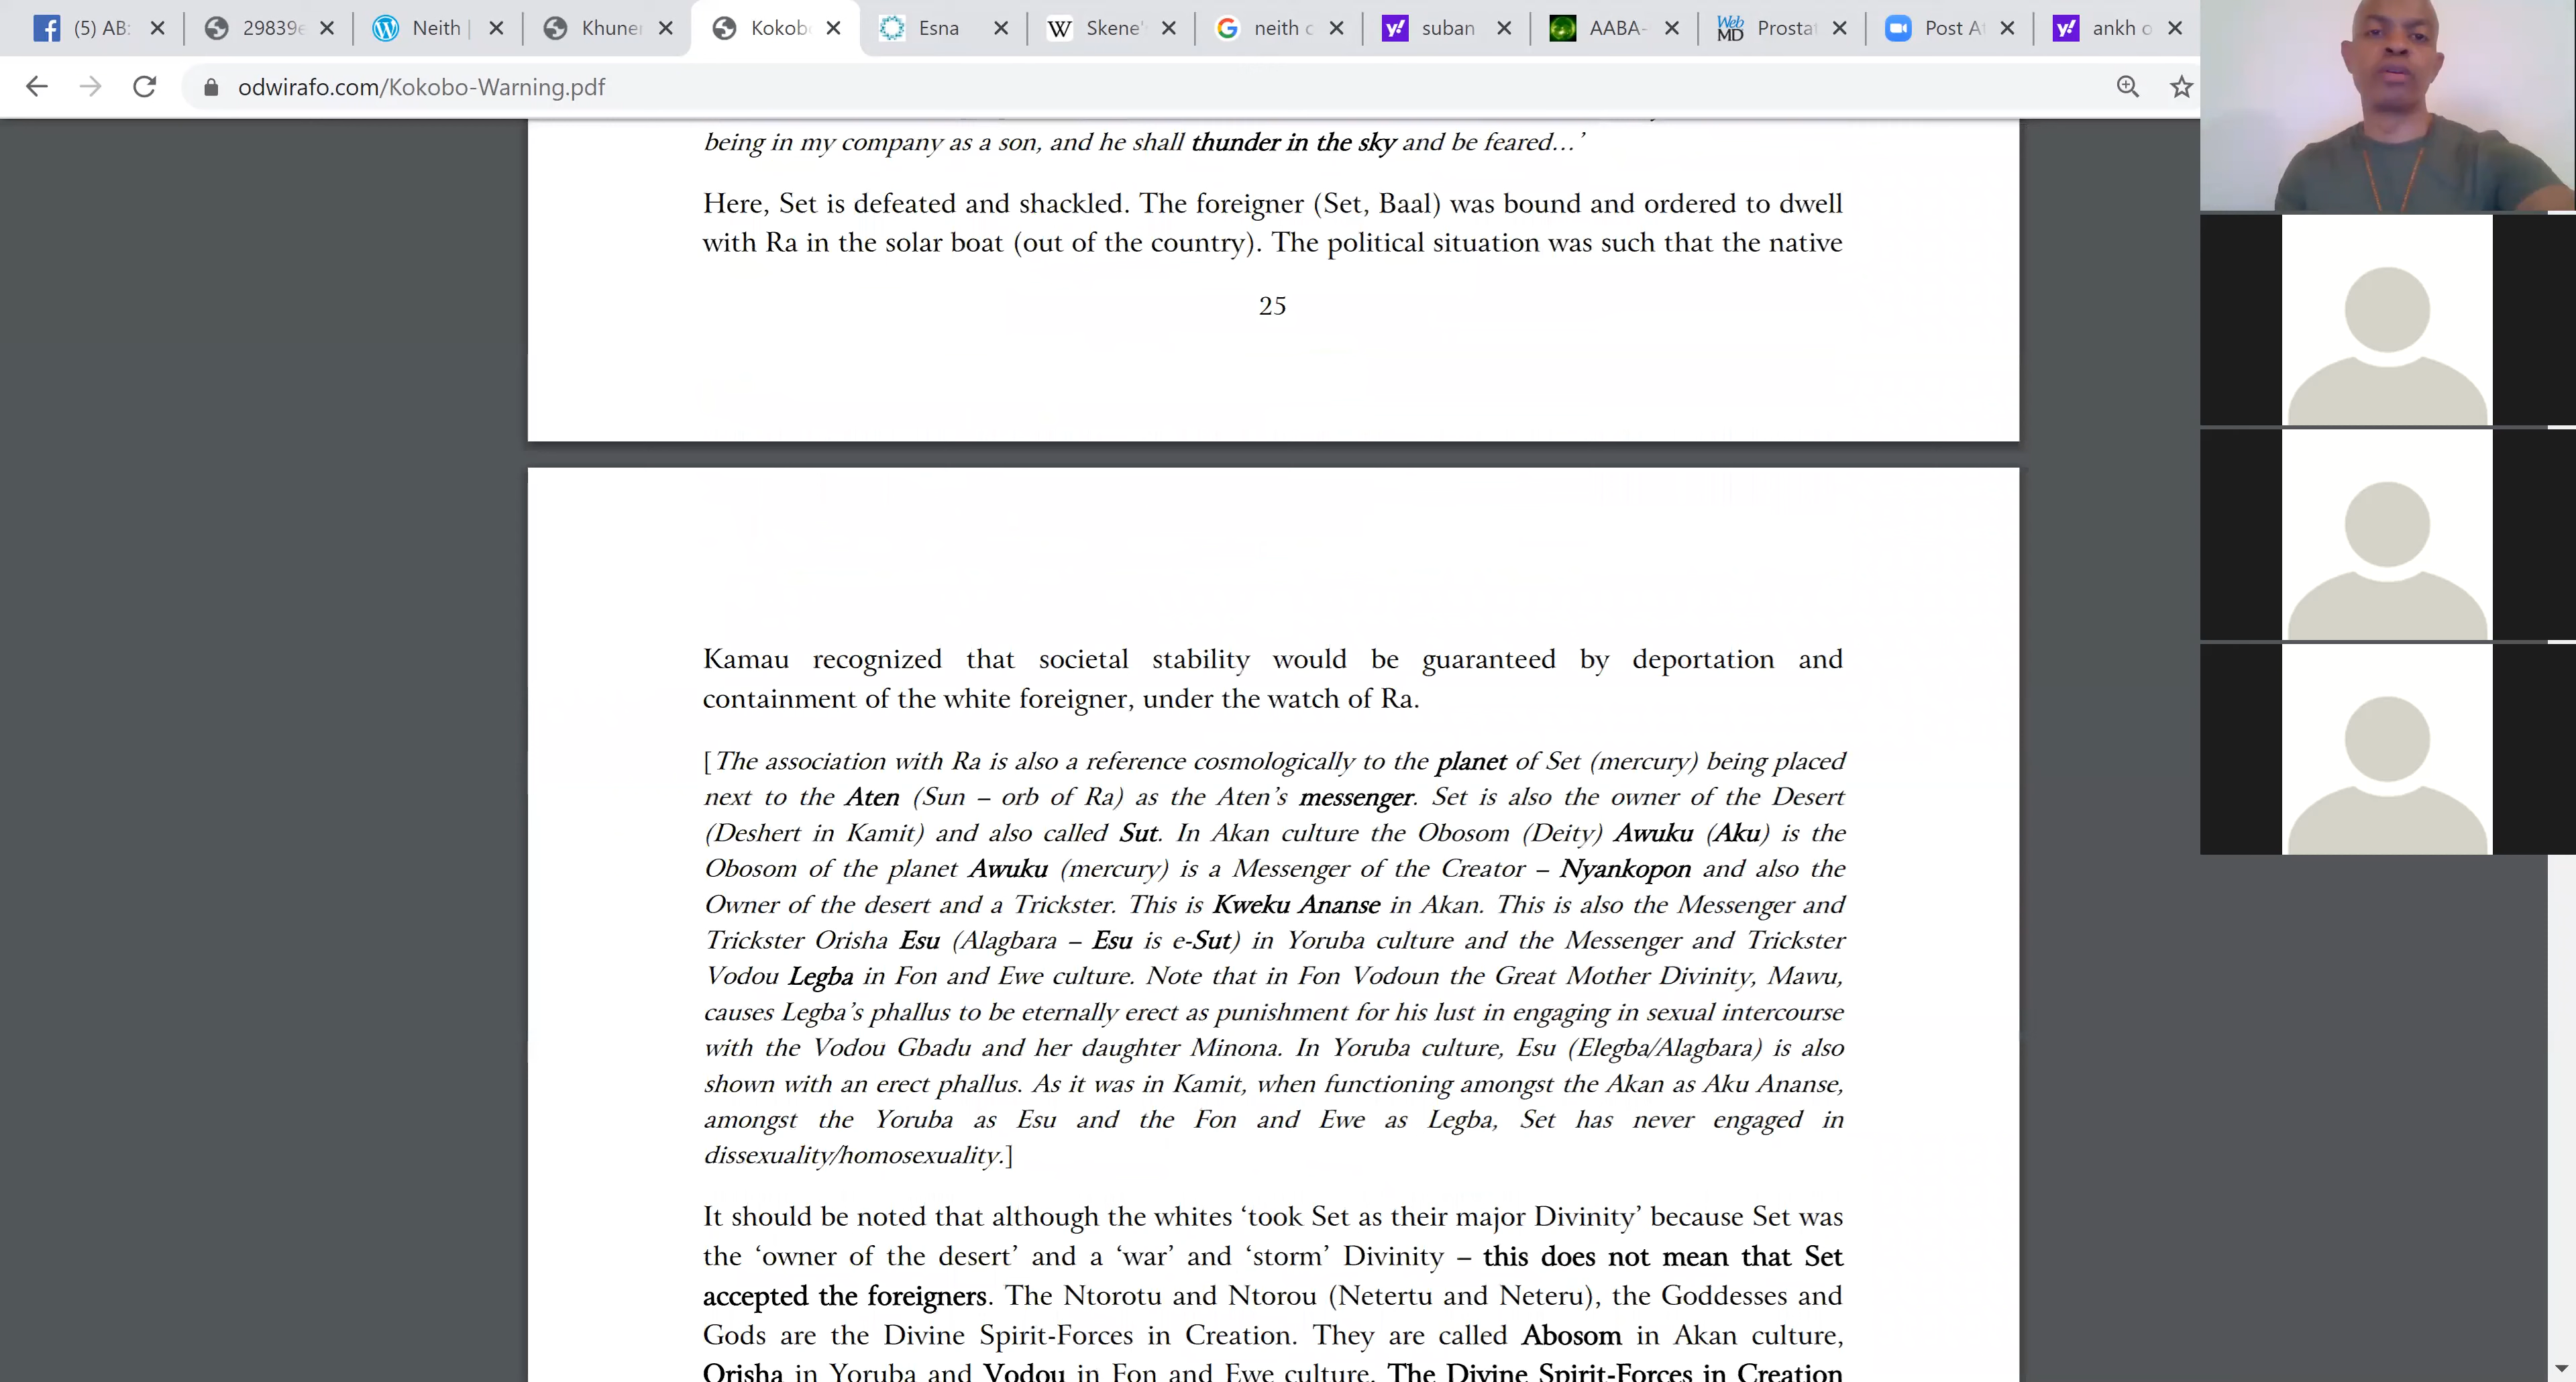 (5) AB: 29839e Neith | Khuner Kokobo Esna Skene' neith c suban AABA- Prostat Post At ankh o
odwirafo.com/Kokobo-Warning.pdf
being in my company as a son, and he shall thunder in the sky and be feared…’
Here, Set is defeated and shackled. The foreigner (Set, Baal) was bound and ordered to dwell
with Ra in the solar boat (out of the country). The political situation was such that the native
25
Kamau recognized that societal stability would be guaranteed by deportation and
containment of the white foreigner, under the watch of Ra.
[The association with Ra is also a reference cosmologically to the planet of Set (mercury) being placed
next to the Aten (Sun – orb of Ra) as the Aten’s messenger. Set is also the owner of the Desert
(Deshert in Kamit) and also called Sut. In Akan culture the Obosom (Deity) Awuku (Aku) is the
Obosom of the planet Awuku (mercury) is a Messenger of the Creator – Nyankopon and also the
Owner of the desert and a Trickster. This is Kweku Ananse in Akan. This is also the Messenger and
Trickster Orisha Esu (Alagbara – Esu is e-Sut) in Yoruba culture and the Messenger and Trickster
Vodou Legba in Fon and Ewe culture. Note that in Fon Vodoun the Great Mother Divinity, Mawu,
causes Legba’s phallus to be eternally erect as punishment for his lust in engaging in sexual intercourse
with the Vodou Gbadu and her daughter Minona. In Yoruba culture, Esu (Elegba/Alagbara) is also
shown with an erect phallus. As it was in Kamit, when functioning amongst the Akan as Aku Ananse,
amongst the Yoruba as Esu and the Fon and Ewe as Legba, Set has never engaged in
dissexuality/homosexuality.]
It should be noted that although the whites ‘took Set as their major Divinity’ because Set was
the ‘owner of the desert’ and a ‘war’ and ‘storm’ Divinity – this does not mean that Set
accepted the foreigners. The Ntorotu and Ntorou (Netertu and Neteru), the Goddesses and
Gods are the Divine Spirit-Forces in Creation. They are called Abosom in Akan culture,
Orisha in Yoruba and Vodou in Fon and Ewe culture. The Divine Spirit-Forces in Creation